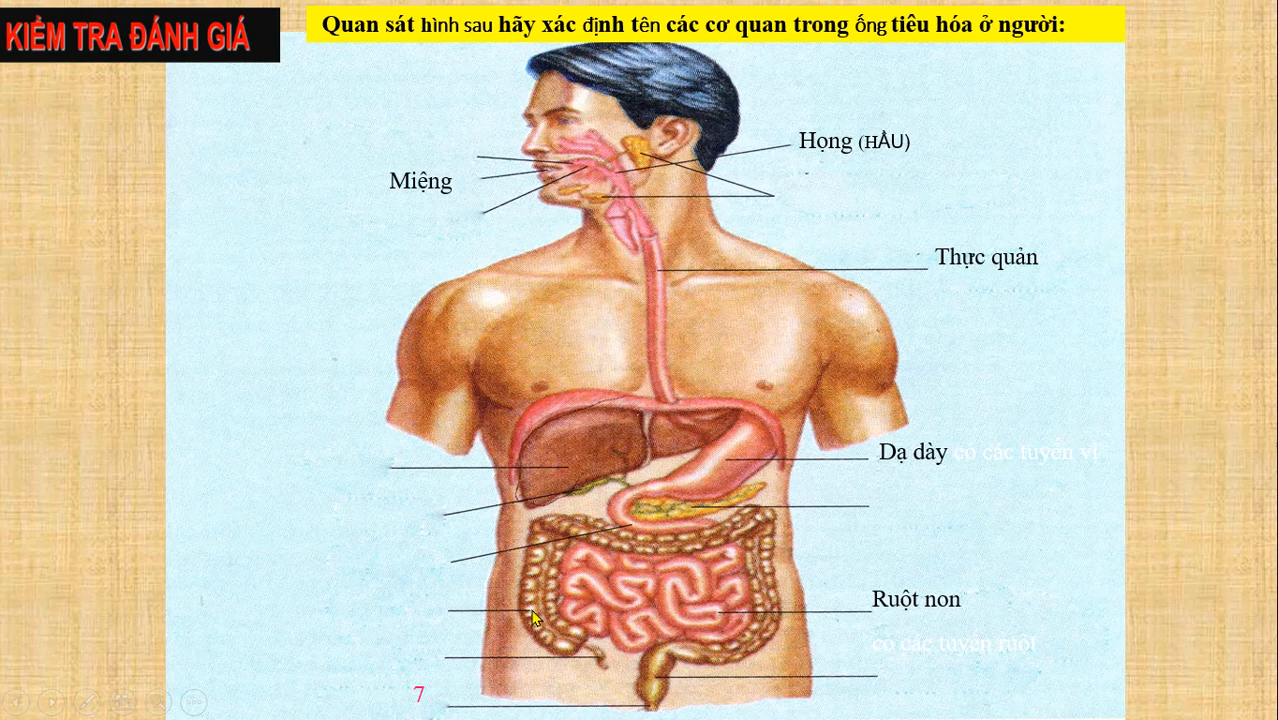 KIỂM TRA ĐÁNH GIÁ
Quan sát hình sau hãy xác định tên các cơ quan trong ống tiêu hóa ở người:
Họng (HẦU)
Miệng
Thực quản
Dạ dày có các tuyến vị
Ruột non
có các tuyến ruột
7